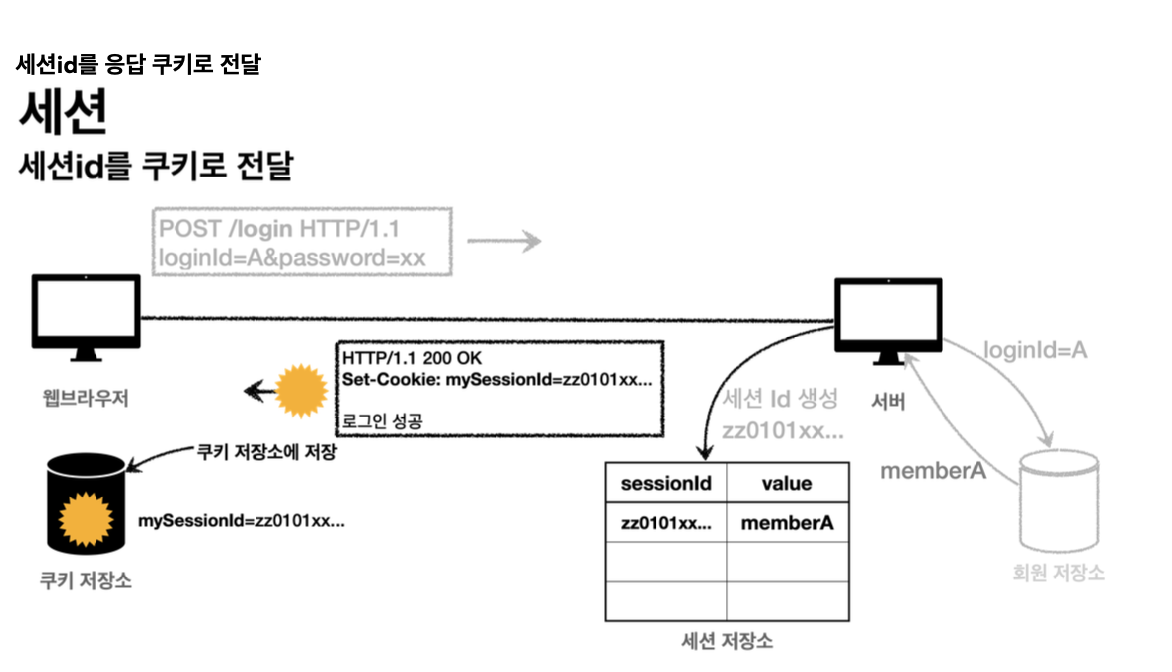 세션id를 응답 쿠키로 전달
세션
세션id를 쿠키로 전달
POST /login HTTP/1.1
loginId=A&password=xx
웹브라우저
HTTP/1.1 200 OK
Set-Cookie: mySessionId=zz0101xx...
로그인 성공
쿠키 저장소에 저장
mySessionId=zz0101xx...
쿠키 저장소
세션 Id 생성
zz0101xx...
서버
loginId=A
memberA
회원 저장소
sessionId value
zz0101xx... memberA
세션 저장소